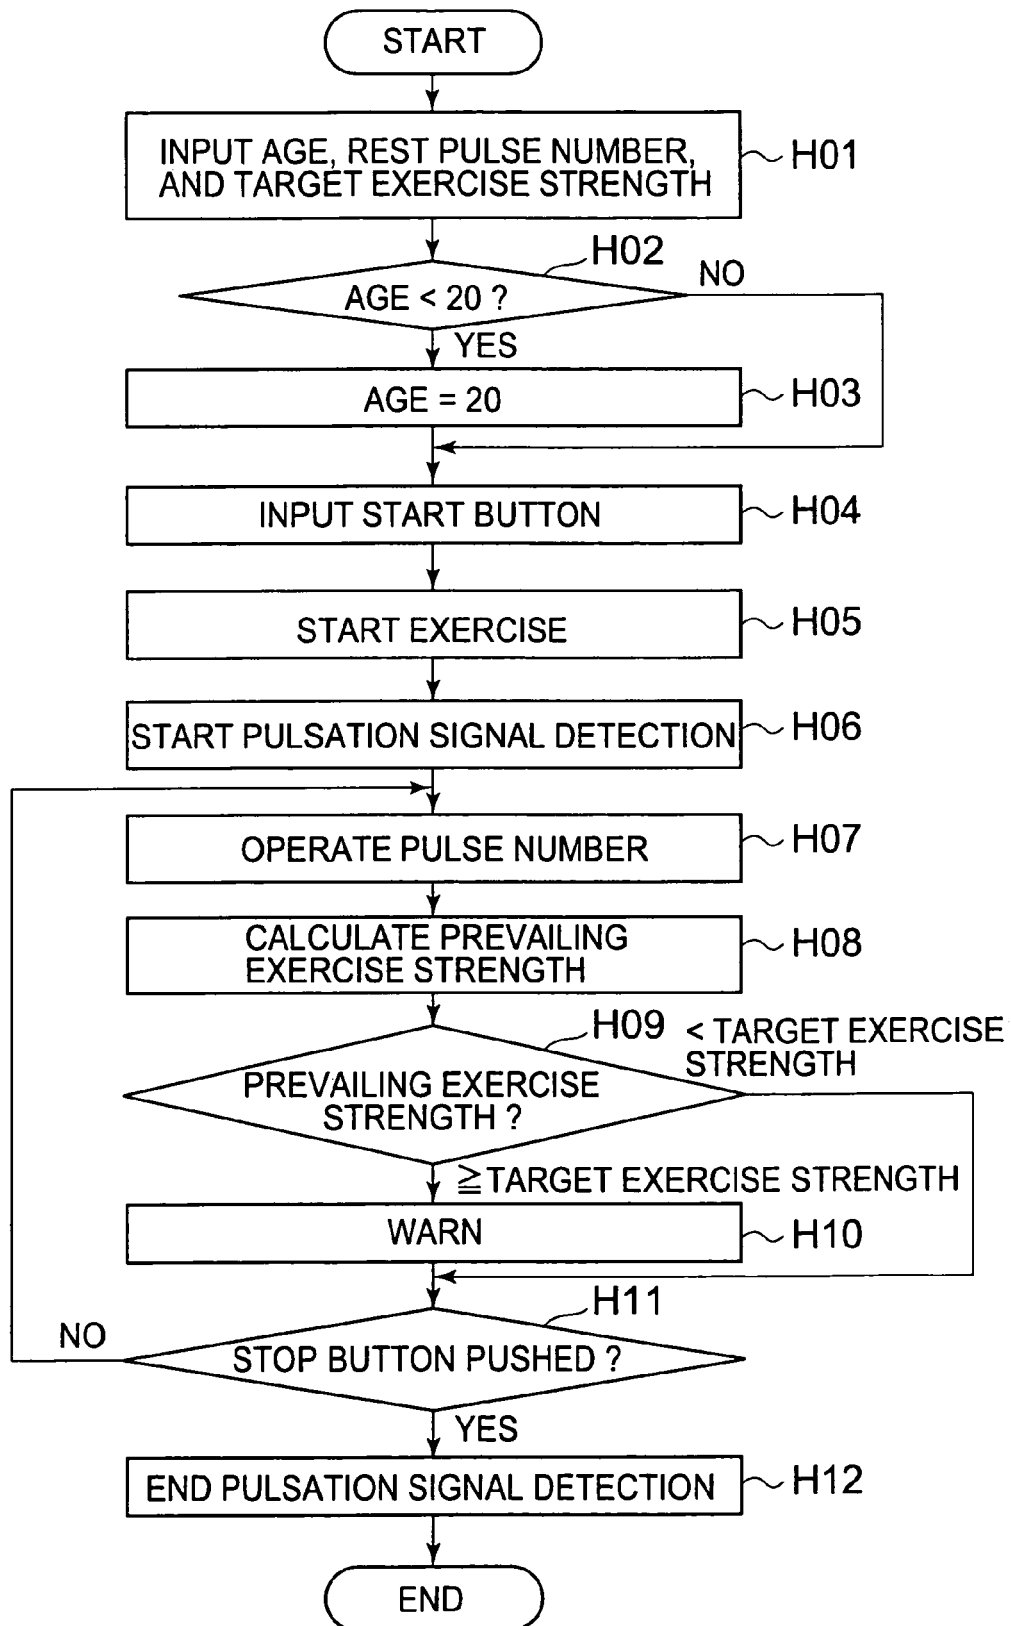 START
INPUT AGE, REST PULSE NUMBER,
AND TARGET EXERCISE STRENGTH
H01
H02
AGE < 20 ?
NO
YES
AGE = 20
H03
INPUT START BUTTON
H04
START EXERCISE
H05
START PULSATION SIGNAL DETECTION
H06
OPERATE PULSE NUMBER
H07
CALCULATE PREVAILING
EXERCISE STRENGTH
H08
H09
< TARGET EXERCISE
STRENGTH
PREVAILING EXERCISE
STRENGTH ?
≧TARGET EXERCISE STRENGTH
WARN
H10
H11
NO
STOP BUTTON PUSHED ?
YES
END PULSATION SIGNAL DETECTION
H12
END